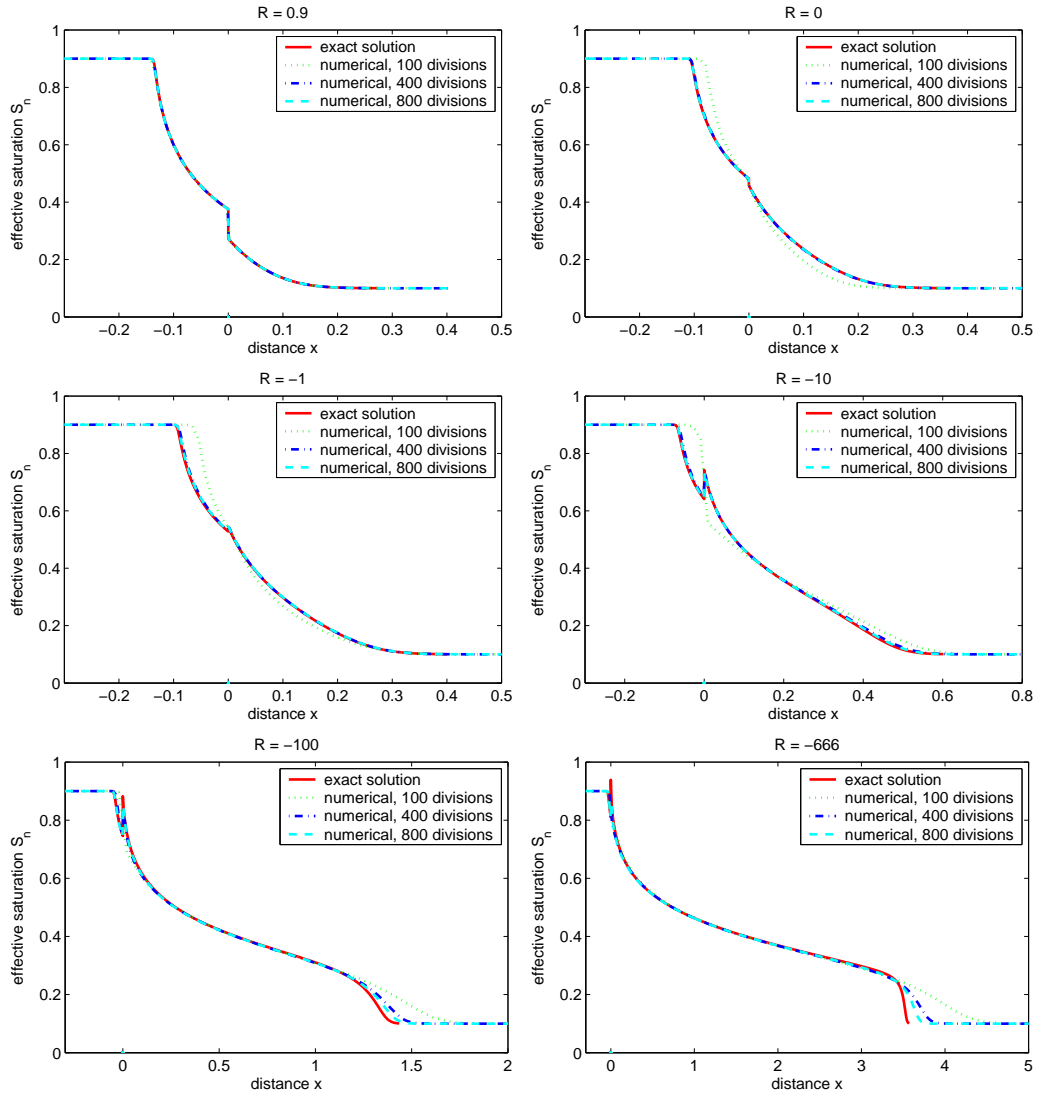 R = 0.9
effective saturation S_n
1
0.8
0.6
0.4
0.2
0
exact solution
numerical, 100 divisions
numerical, 400 divisions
numerical, 800 divisions
−0.2 −0.1 0 0.1 0.2 0.3 0.4 0.5
distance x
R = 0
effective saturation S_n
1
0.8
0.6
0.4
0.2
0
exact solution
numerical, 100 divisions
numerical, 400 divisions
numerical, 800 divisions
−0.2 −0.1 0 0.1 0.2 0.3 0.4 0.5
distance x
R = −1
effective saturation S_n
1
0.8
0.6
0.4
0.2
0
exact solution
numerical, 100 divisions
numerical, 400 divisions
numerical, 800 divisions
−0.2 −0.1 0 0.1 0.2 0.3 0.4 0.5
distance x
R = −10
effective saturation S_n
1
0.8
0.6
0.4
0.2
0
exact solution
numerical, 100 divisions
numerical, 400 divisions
numerical, 800 divisions
−0.2 0 0.2 0.4 0.6 0.8
distance x
R = −100
effective saturation S_n
1
0.8
0.6
0.4
0.2
0
exact solution
numerical, 100 divisions
numerical, 400 divisions
numerical, 800 divisions
0 0.5 1 1.5 2
distance x
R = −666
effective saturation S_n
1
0.8
0.6
0.4
0.2
0
exact solution
numerical, 100 divisions
numerical, 400 divisions
numerical, 800 divisions
0 1 2 3 4 5
distance x